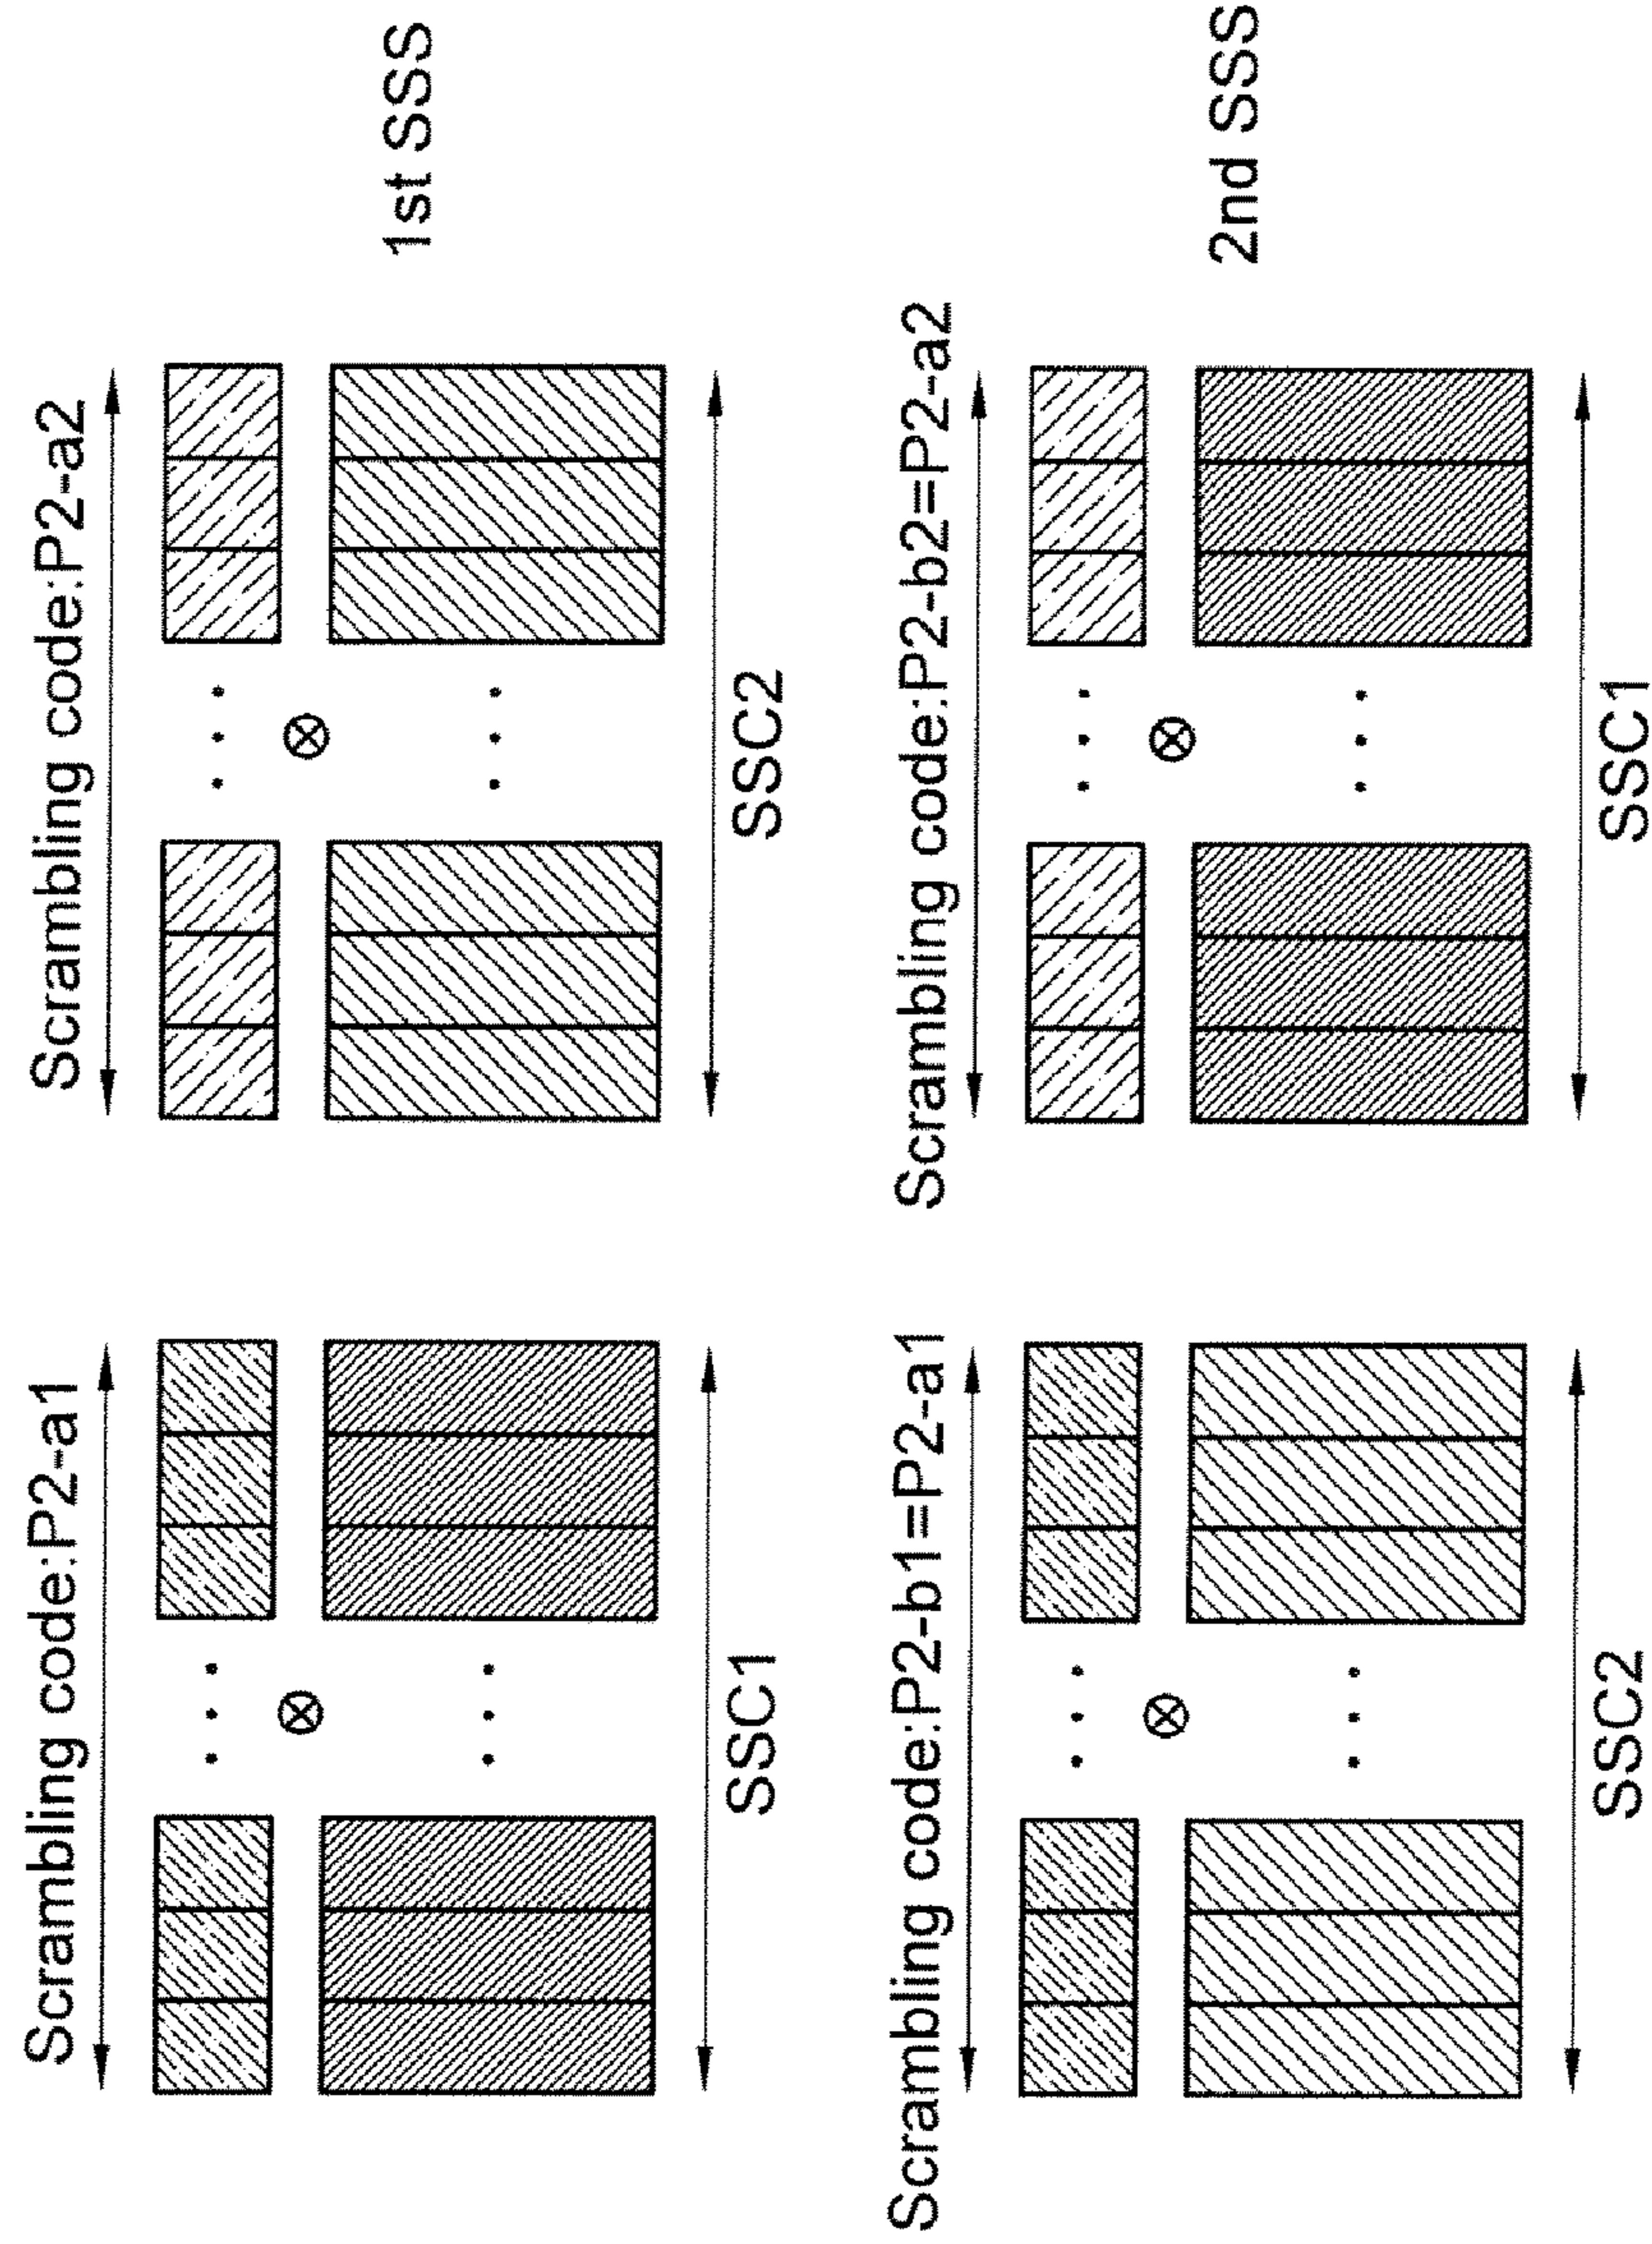 Scrambling code:P2-a1
Scrambling code:P2-a2
SSC1
SSC2
1st SSS
Scrambling code:P2-b1=P2-a1
Scrambling code:P2-b2=P2-a2
SSC2
SSC1
2nd SSS